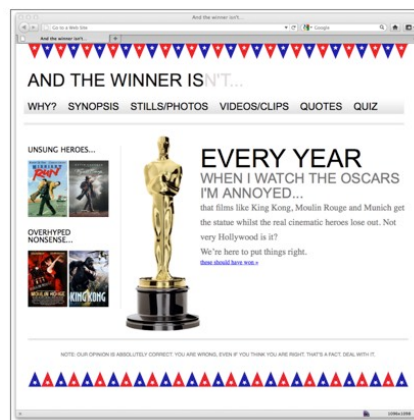 And the winner isn't...
Go to a Web Site
Google
And the winner isn't...
AND THE WINNER ISN'T...
WHY? SYNOPSIS STILLS/PHOTOS VIDEOS/CLIPS QUOTES QUIZ
UNSUNG HEROES...
RUN
OVERHYPED
NONSENSE...
MOULIN ROUGE
KING KONG
EVERY YEAR
WHEN I WATCH THE OSCARS
I'M ANNOYED...
that films like King Kong, Moulin Rouge and Munich get
the statue whilst the real cinematic heroes lose out. Not
very Hollywood is it?
We're here to put things right.
these should have won »
NOTE: OUR OPINION IS ABSOLUTELY CORRECT. YOU ARE WRONG, EVEN IF YOU THINK YOU ARE RIGHT. THAT'S A FACT. DEAL WITH IT.